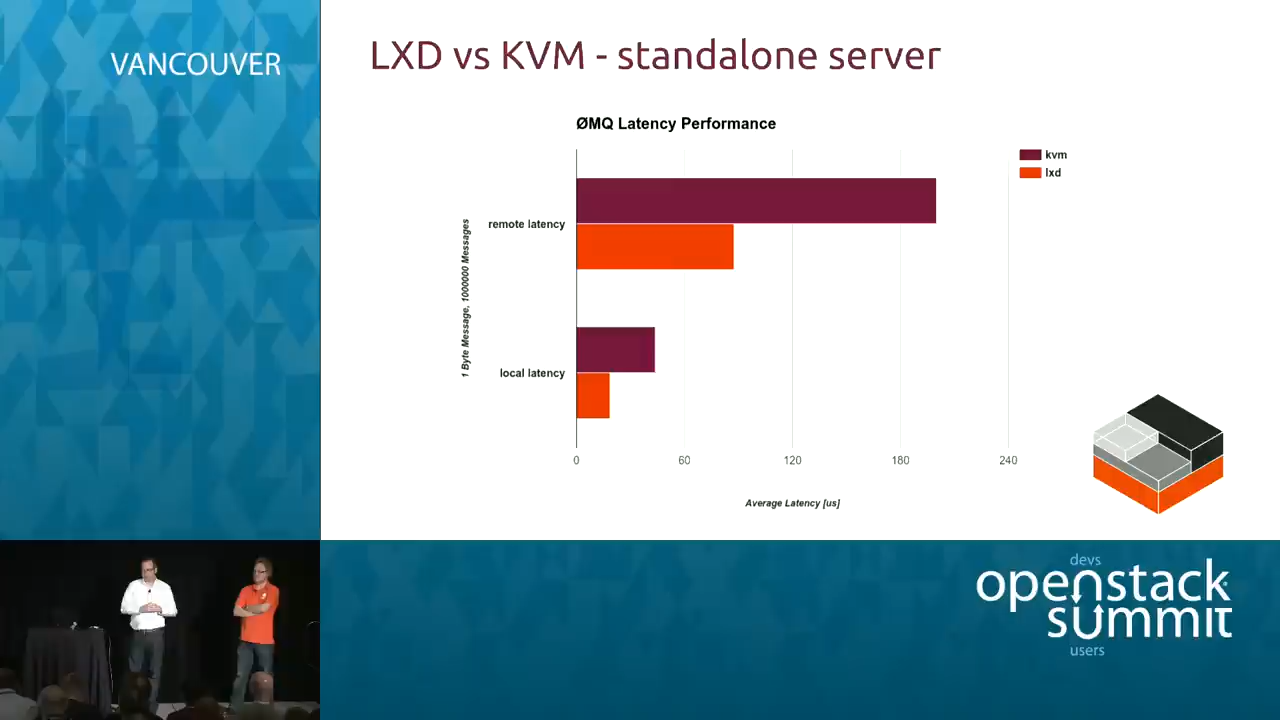 VANCOUVER
LXD vs KVM - standalone server
ØMQ Latency Performance
kvm
lxd
1 Byte Message, 1000000 Messages
remote latency
local latency
0 60 120 180 240
Average Latency [us]
devs
openstack
summit
users